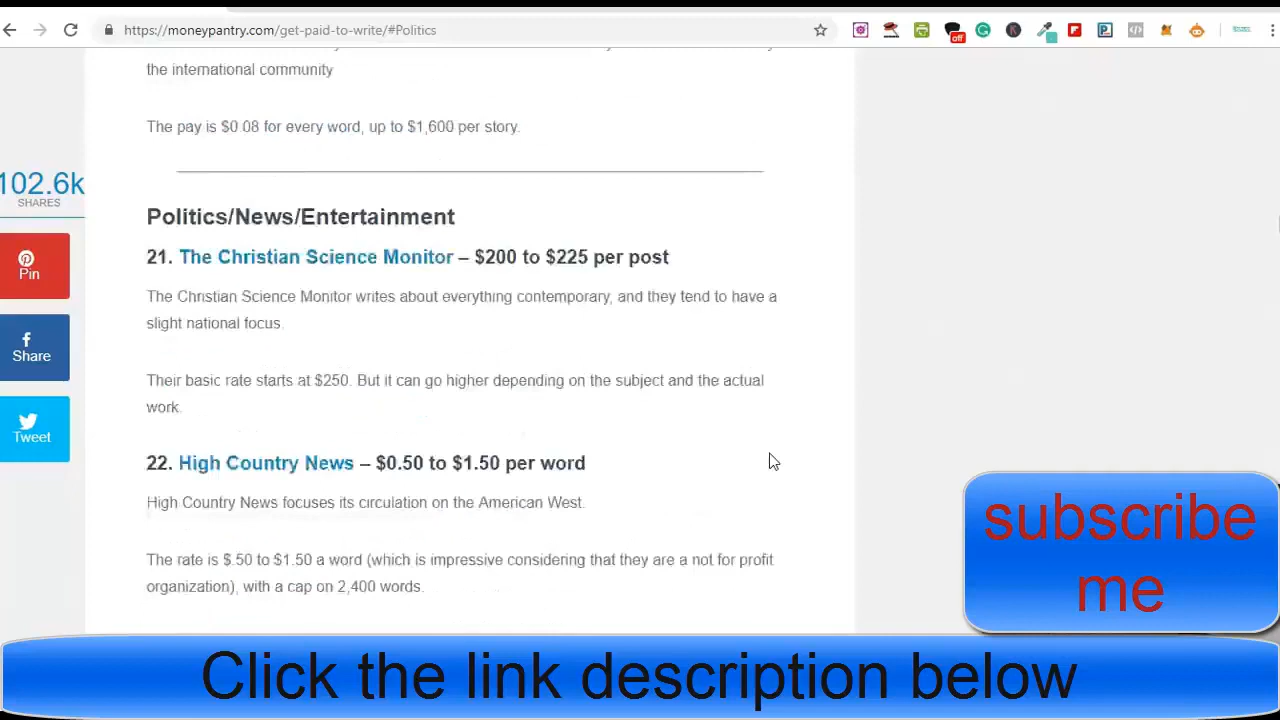 https://moneypantry.com/get-paid-to-write/#Politics
off
the international community
The pay is $0.08 for every word, up to $1,600 per story.
102.6k
SHARES
Pin
Share
Tweet
Politics/News/Entertainment
21. The Christian Science Monitor – $200 to $225 per post
The Christian Science Monitor writes about everything contemporary, and they tend to have a
slight national focus.
Their basic rate starts at $250. But it can go higher depending on the subject and the actual
work.
22. High Country News – $0.50 to $1.50 per word
High Country News focuses its circulation on the American West.
The rate is $.50 to $1.50 a word (which is impressive considering that they are a not for profit
organization), with a cap on 2,400 words.
subscribe
me
Click the link description below